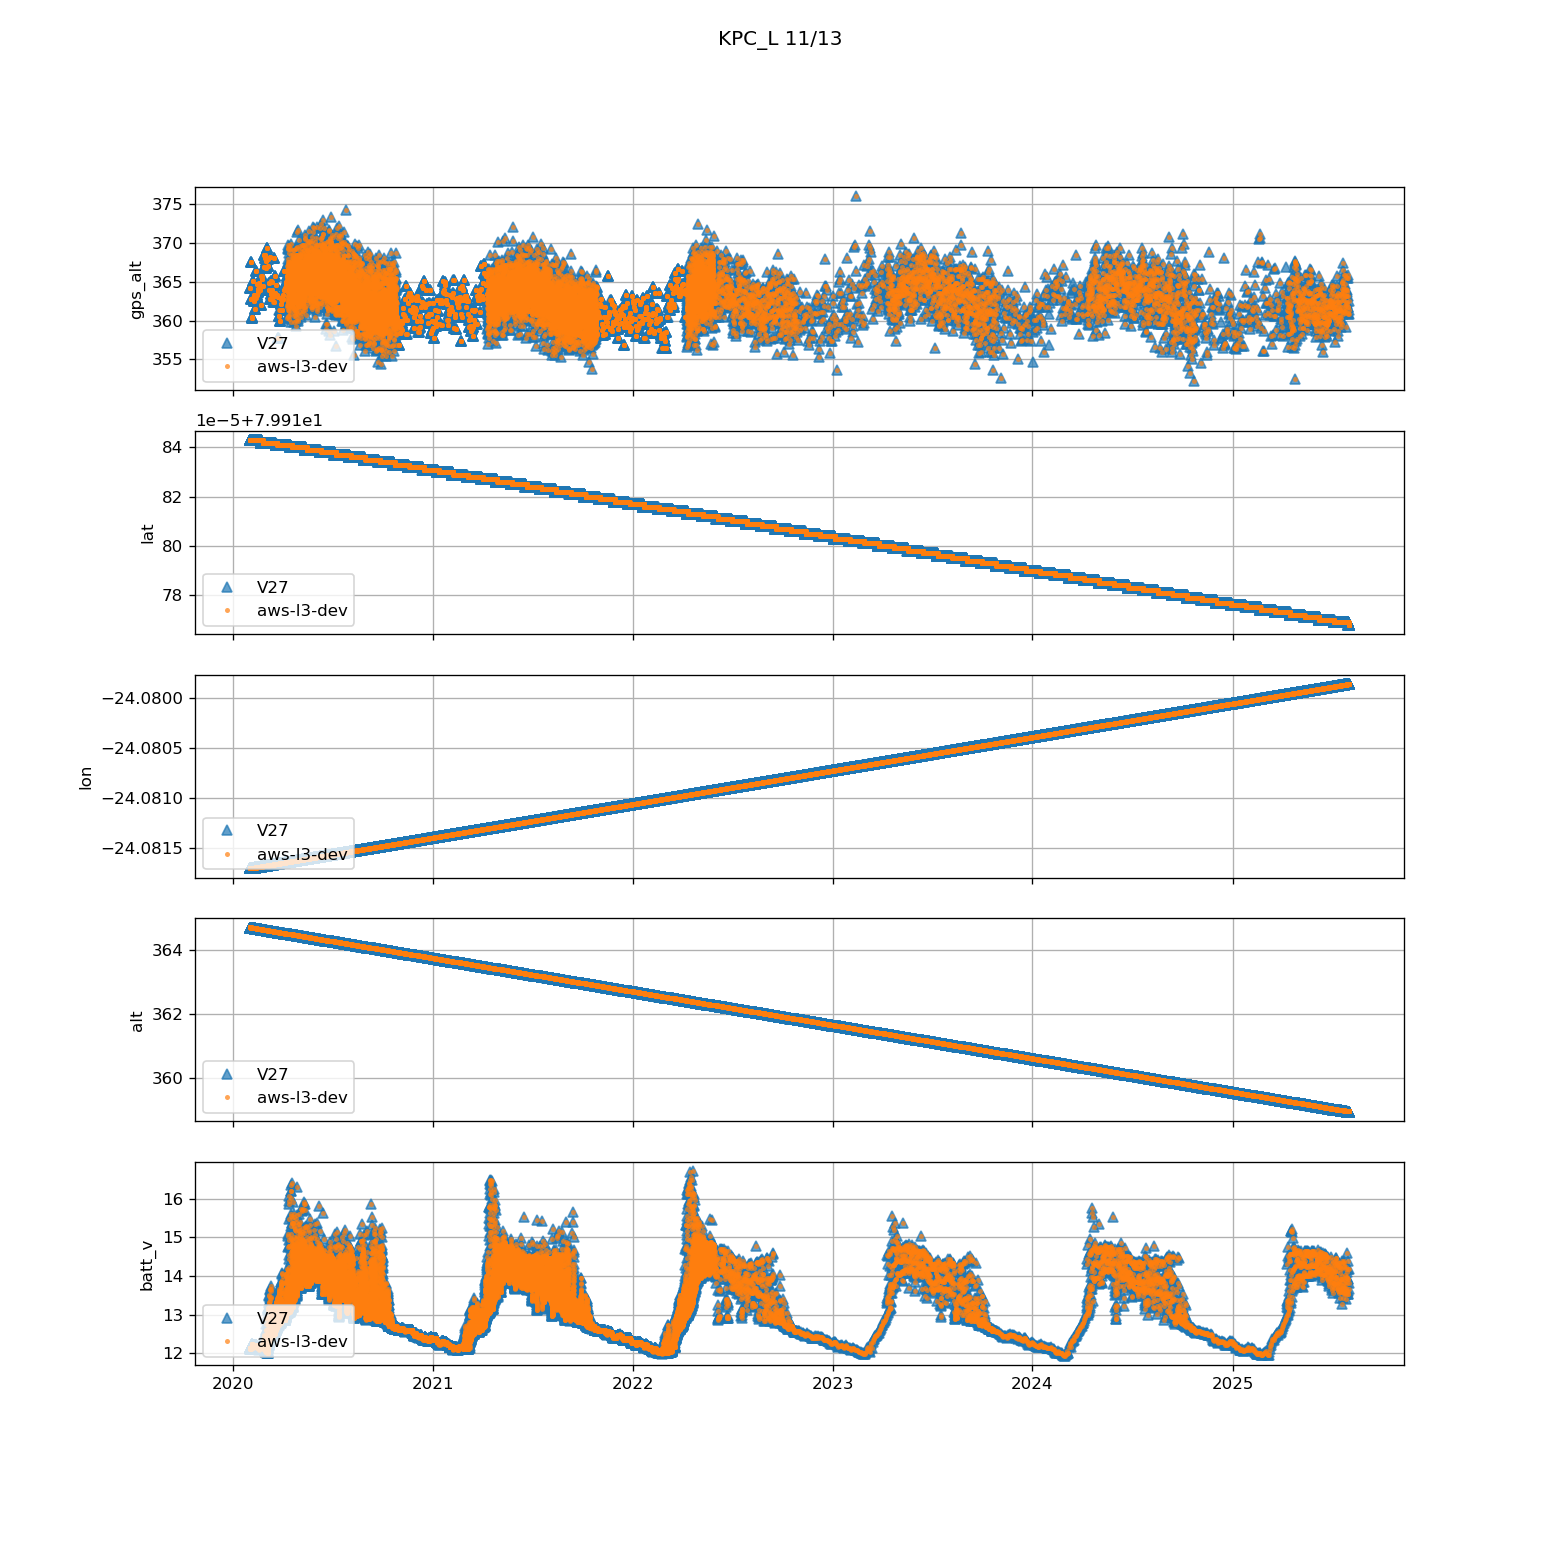 KPC_L 11/13
375
370
365
360
355
gps_alt
V27
aws-l3-dev
1e−5+7.991e1
84
82
80
78
lat
V27
aws-l3-dev
−24.0800
−24.0805
−24.0810
−24.0815
lon
V27
aws-l3-dev
364
362
360
alt
V27
aws-l3-dev
16
15
14
13
12
batt_v
V27
aws-l3-dev
2020 2021 2022 2023 2024 2025